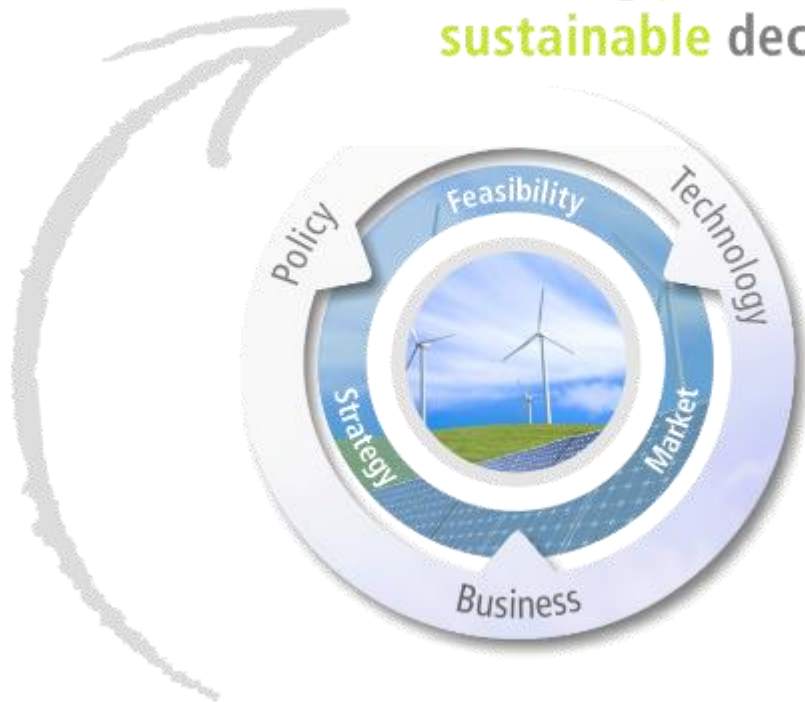 sustainable dec
Feasibility
Policy
Technology
Strategy
Market
Business